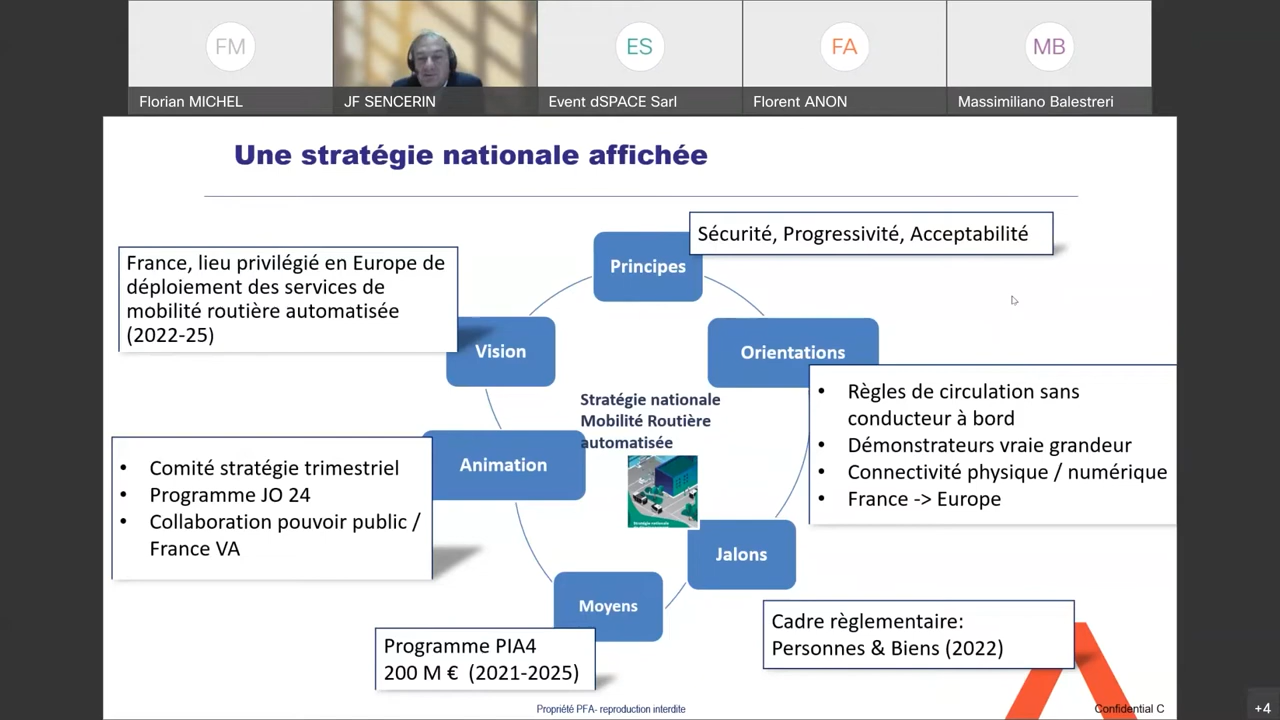 FM
ES
FA
MB
Florian MICHEL
JF SENCERIN
Event dSPACE Sarl
Florent ANON
Massimiliano Balestreri
Une stratégie nationale affichée
Sécurité, Progressivité, Acceptabilité
Principes
France, lieu privilégié en Europe de
déploiement des services de
mobilité routière automatisée
(2022-25)
Vision
Orientations
• Règles de circulation sans
conducteur à bord
• Démonstrateurs vraie grandeur
• Connectivité physique / numérique
• France -> Europe
Stratégie nationale
Mobilité Routière
automatisée
Animation
• Comité stratégie trimestriel
• Programme JO 24
• Collaboration pouvoir public /
France VA
Jalons
Moyens
Cadre règlementaire:
Personnes & Biens (2022)
Programme PIA4
200 M € (2021-2025)
Propriété PFA- reproduction interdite
Confidential C
+4